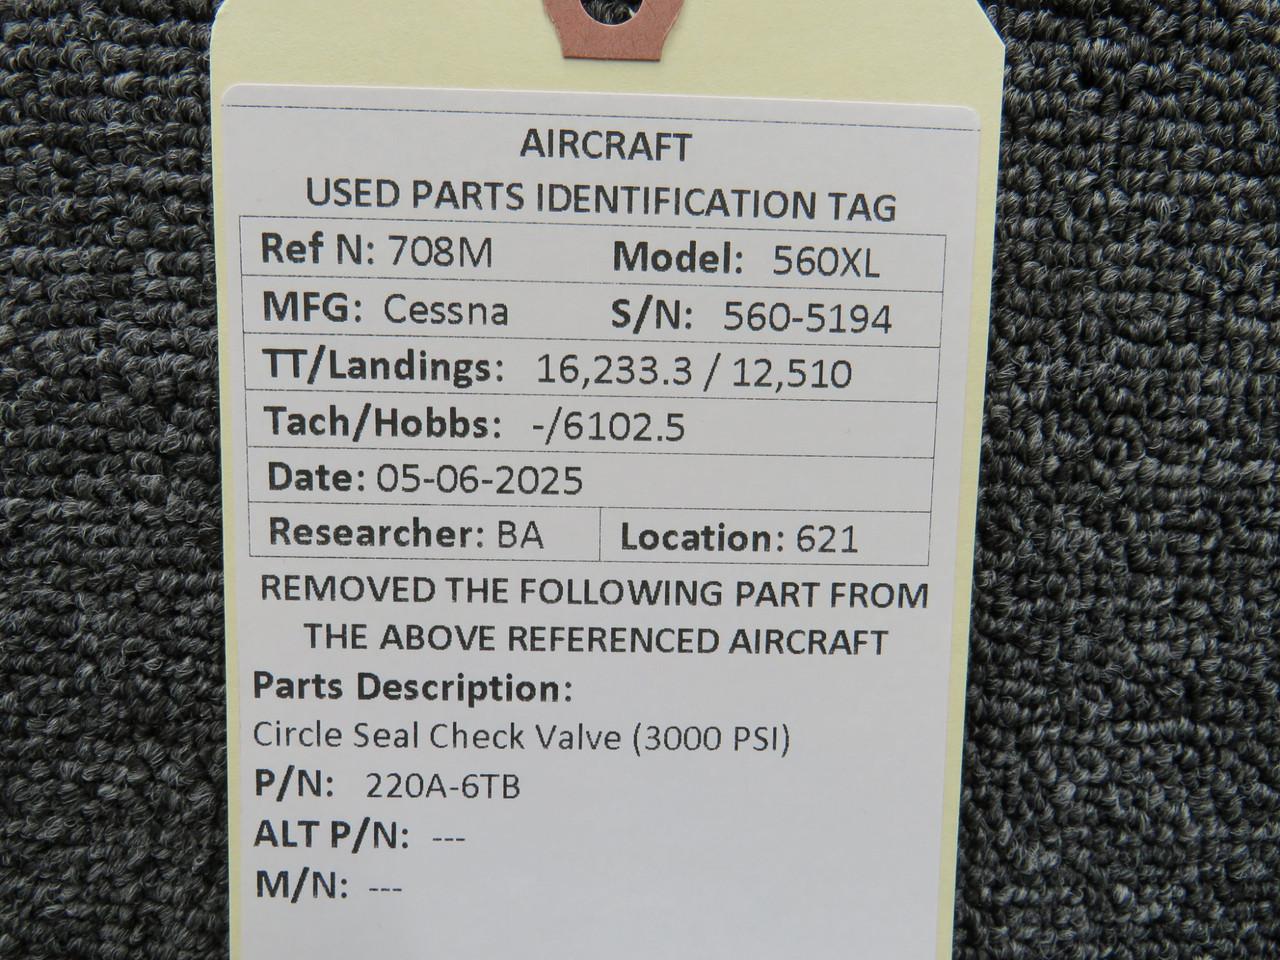 AIRCRAFT
USED PARTS IDENTIFICATION TAG
Ref N: 708M Model: 560XL
MFG: Cessna S/N: 560-5194
TT/Landings: 16,233.3 / 12,510
Tach/Hobbs: -/6102.5
Date: 05-06-2025
Researcher: BA Location: 621
REMOVED THE FOLLOWING PART FROM
THE ABOVE REFERENCED AIRCRAFT
Parts Description:
Circle Seal Check Valve (3000 PSI)
P/N: 220A-6TB
ALT P/N: ---
M/N: ---